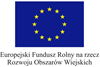 Europejski Fundusz Rolny na rzecz
Rozwoju Obszarów Wiejskich